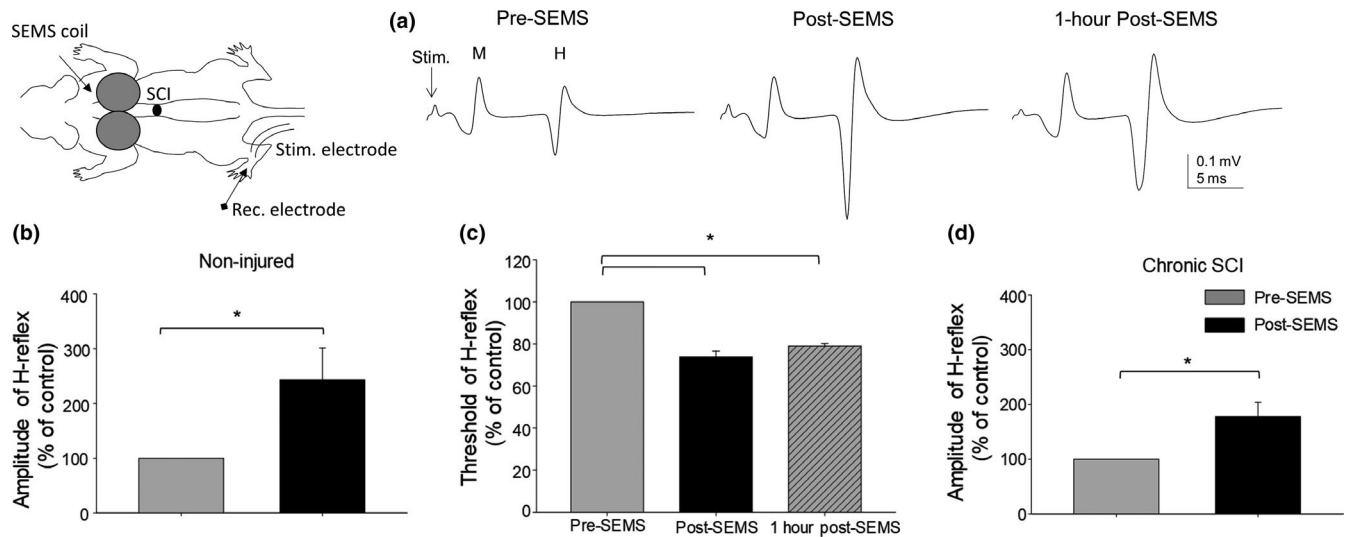 SEMS coil
SCI
Stim. electrode
Rec. electrode
(a)
Pre-SEMS
Post-SEMS
1-hour Post-SEMS
Stim.
M
H
0.1 mV
5 ms
(b)
Non-injured
Amplitude of H-reflex
(% of control)
400
300
200
100
0
*
(c)
Threshold of H-reflex
(% of control)
120
100
80
60
40
20
0
*
Pre-SEMS
Post-SEMS
1 hour post-SEMS
(d)
Chronic SCI
Pre-SEMS
Post-SEMS
Amplitude of H-reflex
(% of control)
400
300
200
100
0
*